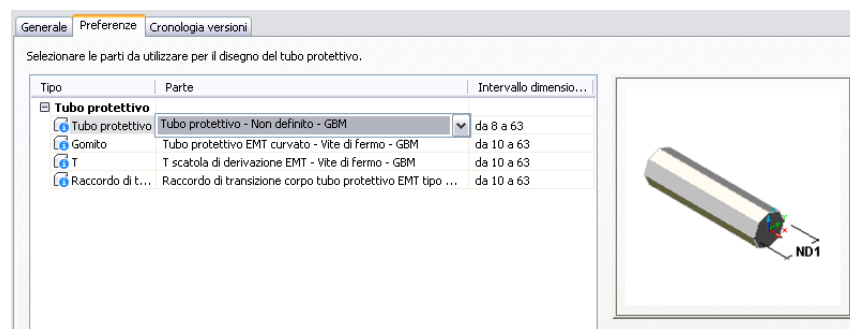 Generale Preferenze Cronologia versioni
Selezionare le parti da utilizzare per il disegno del tubo protettivo.
Tipo Parte Intervallo dimensio...
Tubo protettivo
Tubo protettivo Tubo protettivo - Non definito - GBM da 8 a 63
Gomito Tubo protettivo EMT curvato - Vite di fermo - GBM da 10 a 63
T T scatola di derivazione EMT - Vite di fermo - GBM da 10 a 63
Raccordo di t... Raccordo di transizione corpo tubo protettivo EMT tipo ... da 10 a 63
ND1